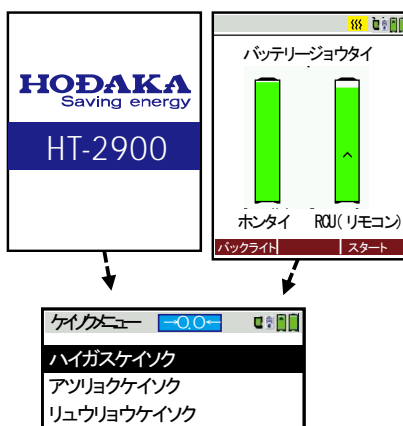 HODAKA
Saving energy
HT-2900
バッテリージョウタイ
ホンタイ RCU(リモコン)
バックライト スタート
ケイソクメニュー →0.0←
ハイガスケイソク
アツリョクケイソク
リュウリョウケイソク